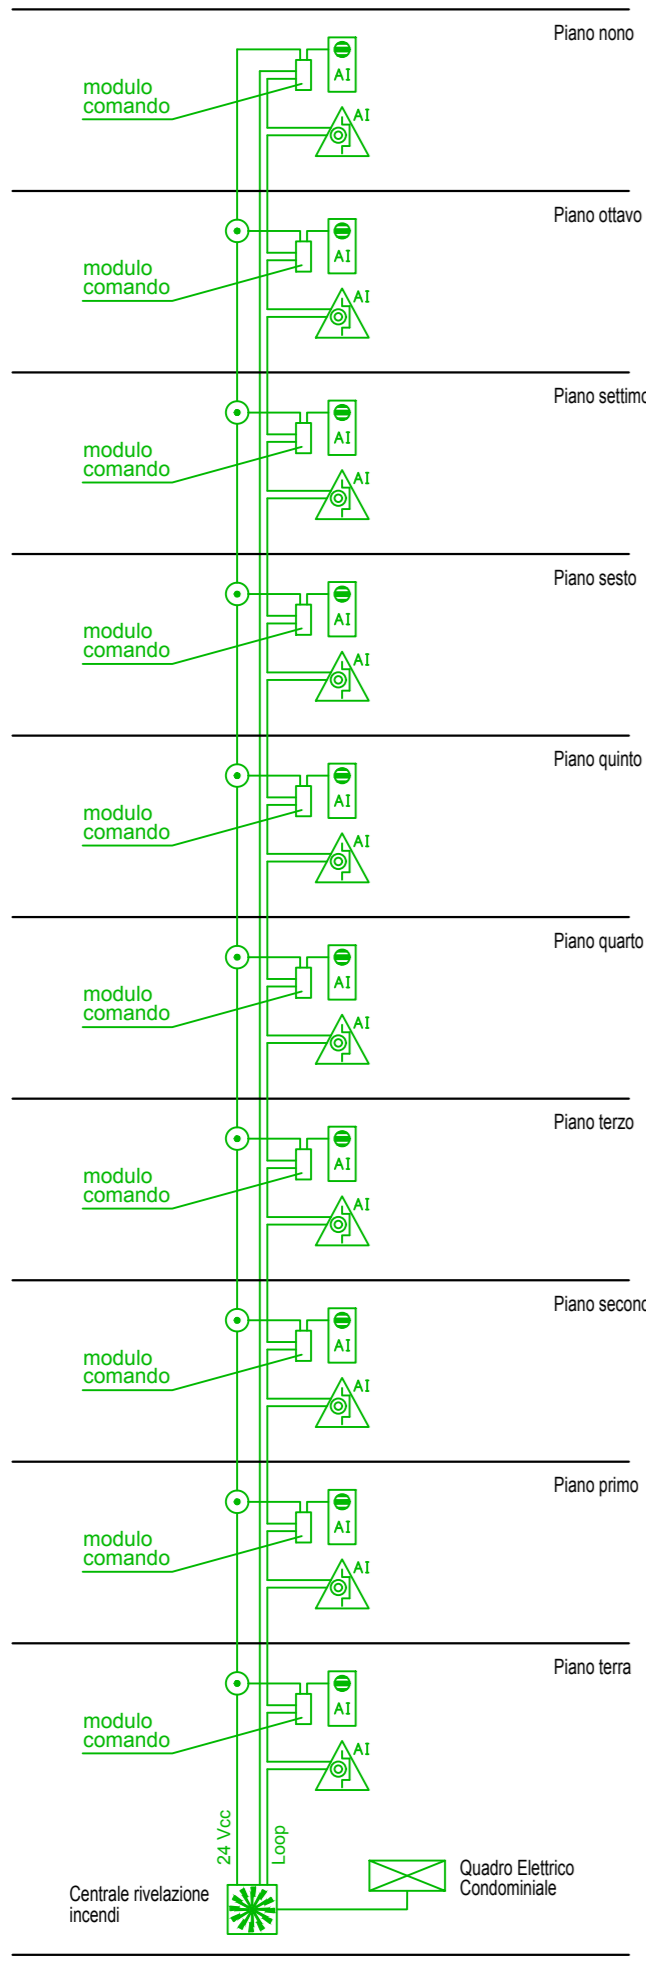 Piano nono
modulo
comando
AI
AI
Piano ottavo
modulo
comando
AI
AI
Piano settimo
modulo
comando
AI
AI
Piano sesto
modulo
comando
AI
AI
Piano quinto
modulo
comando
AI
AI
Piano quarto
modulo
comando
AI
AI
Piano terzo
modulo
comando
AI
AI
Piano second
modulo
comando
AI
AI
Piano primo
modulo
comando
AI
AI
Piano terra
modulo
comando
AI
AI
24 Vcc
Loop
Centrale rivelazione
incendi
Quadro Elettrico
Condominiale